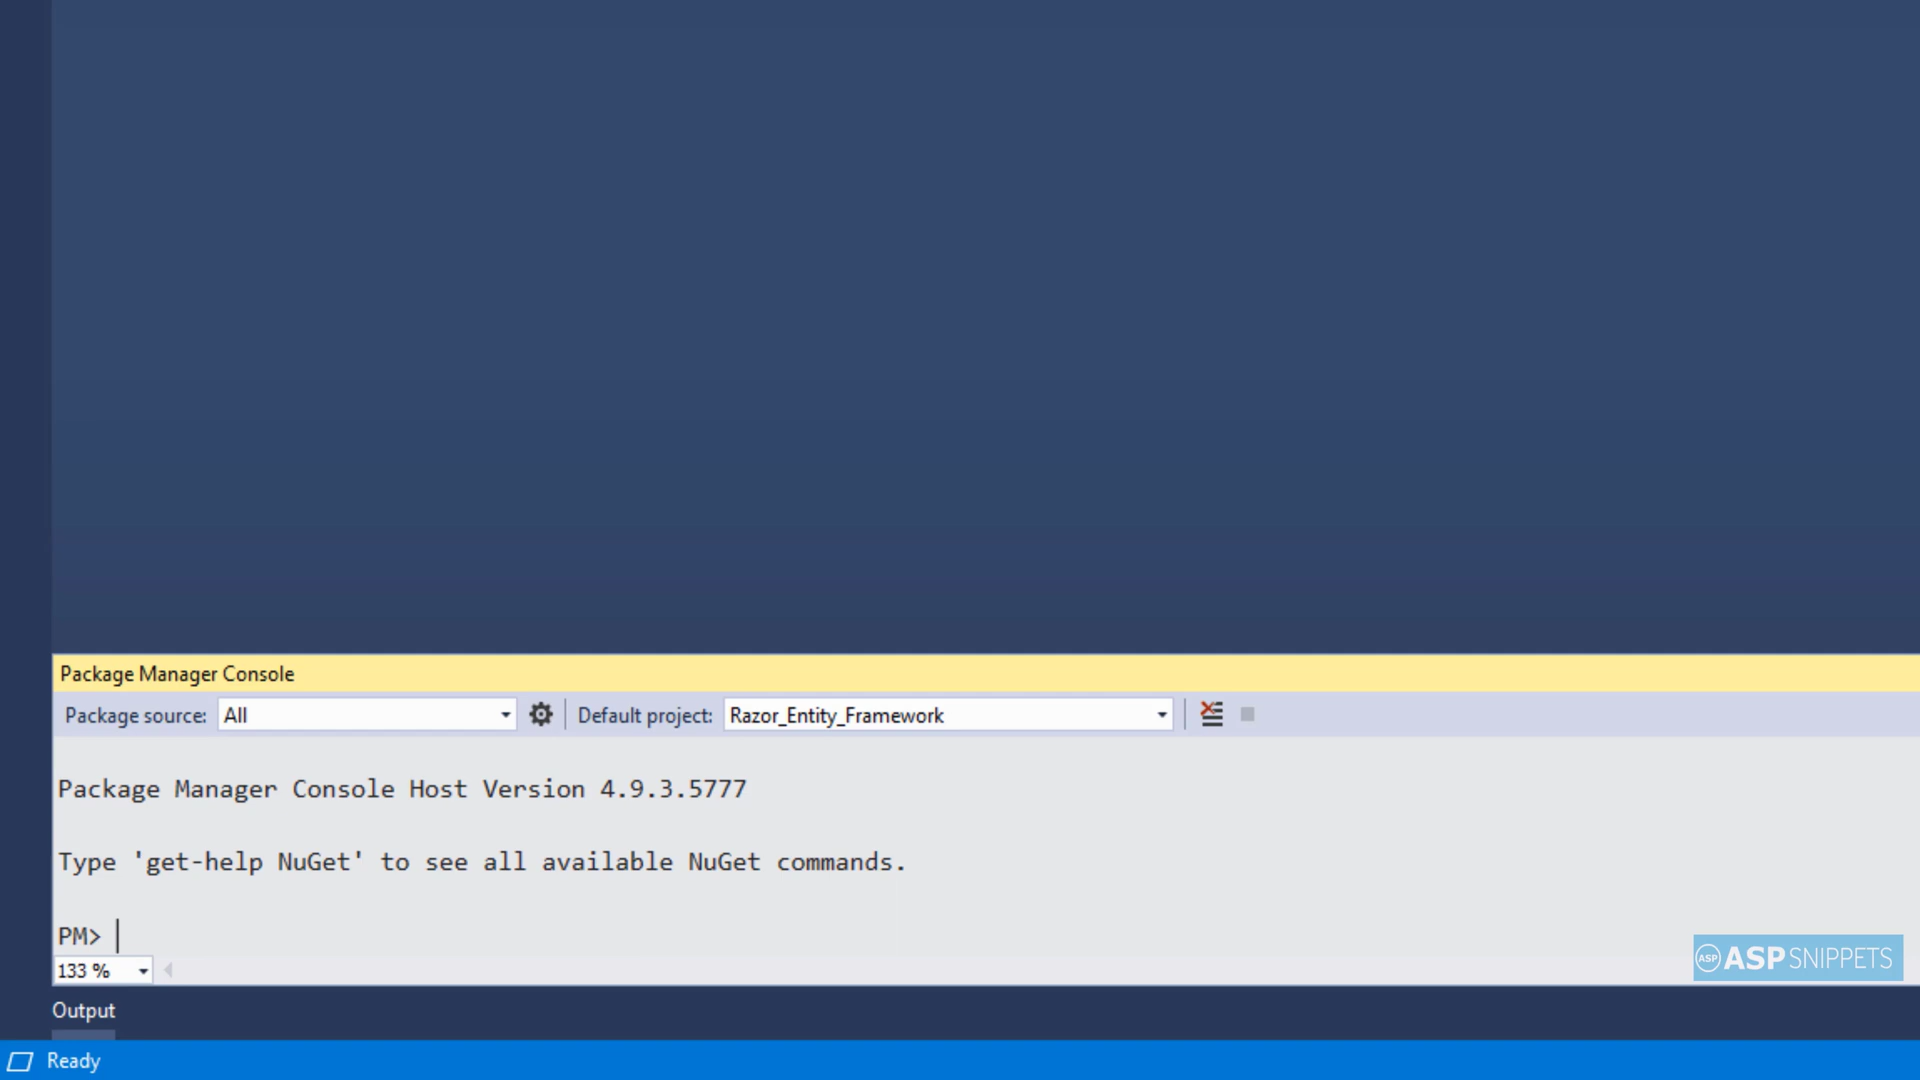 Package Manager Console
Package source: All Default project: Razor_Entity_Framework
Package Manager Console Host Version 4.9.3.5777
Type 'get-help NuGet' to see all available NuGet commands.
PM>
133 %
ASP ASPSNIPPETS
Output
Ready